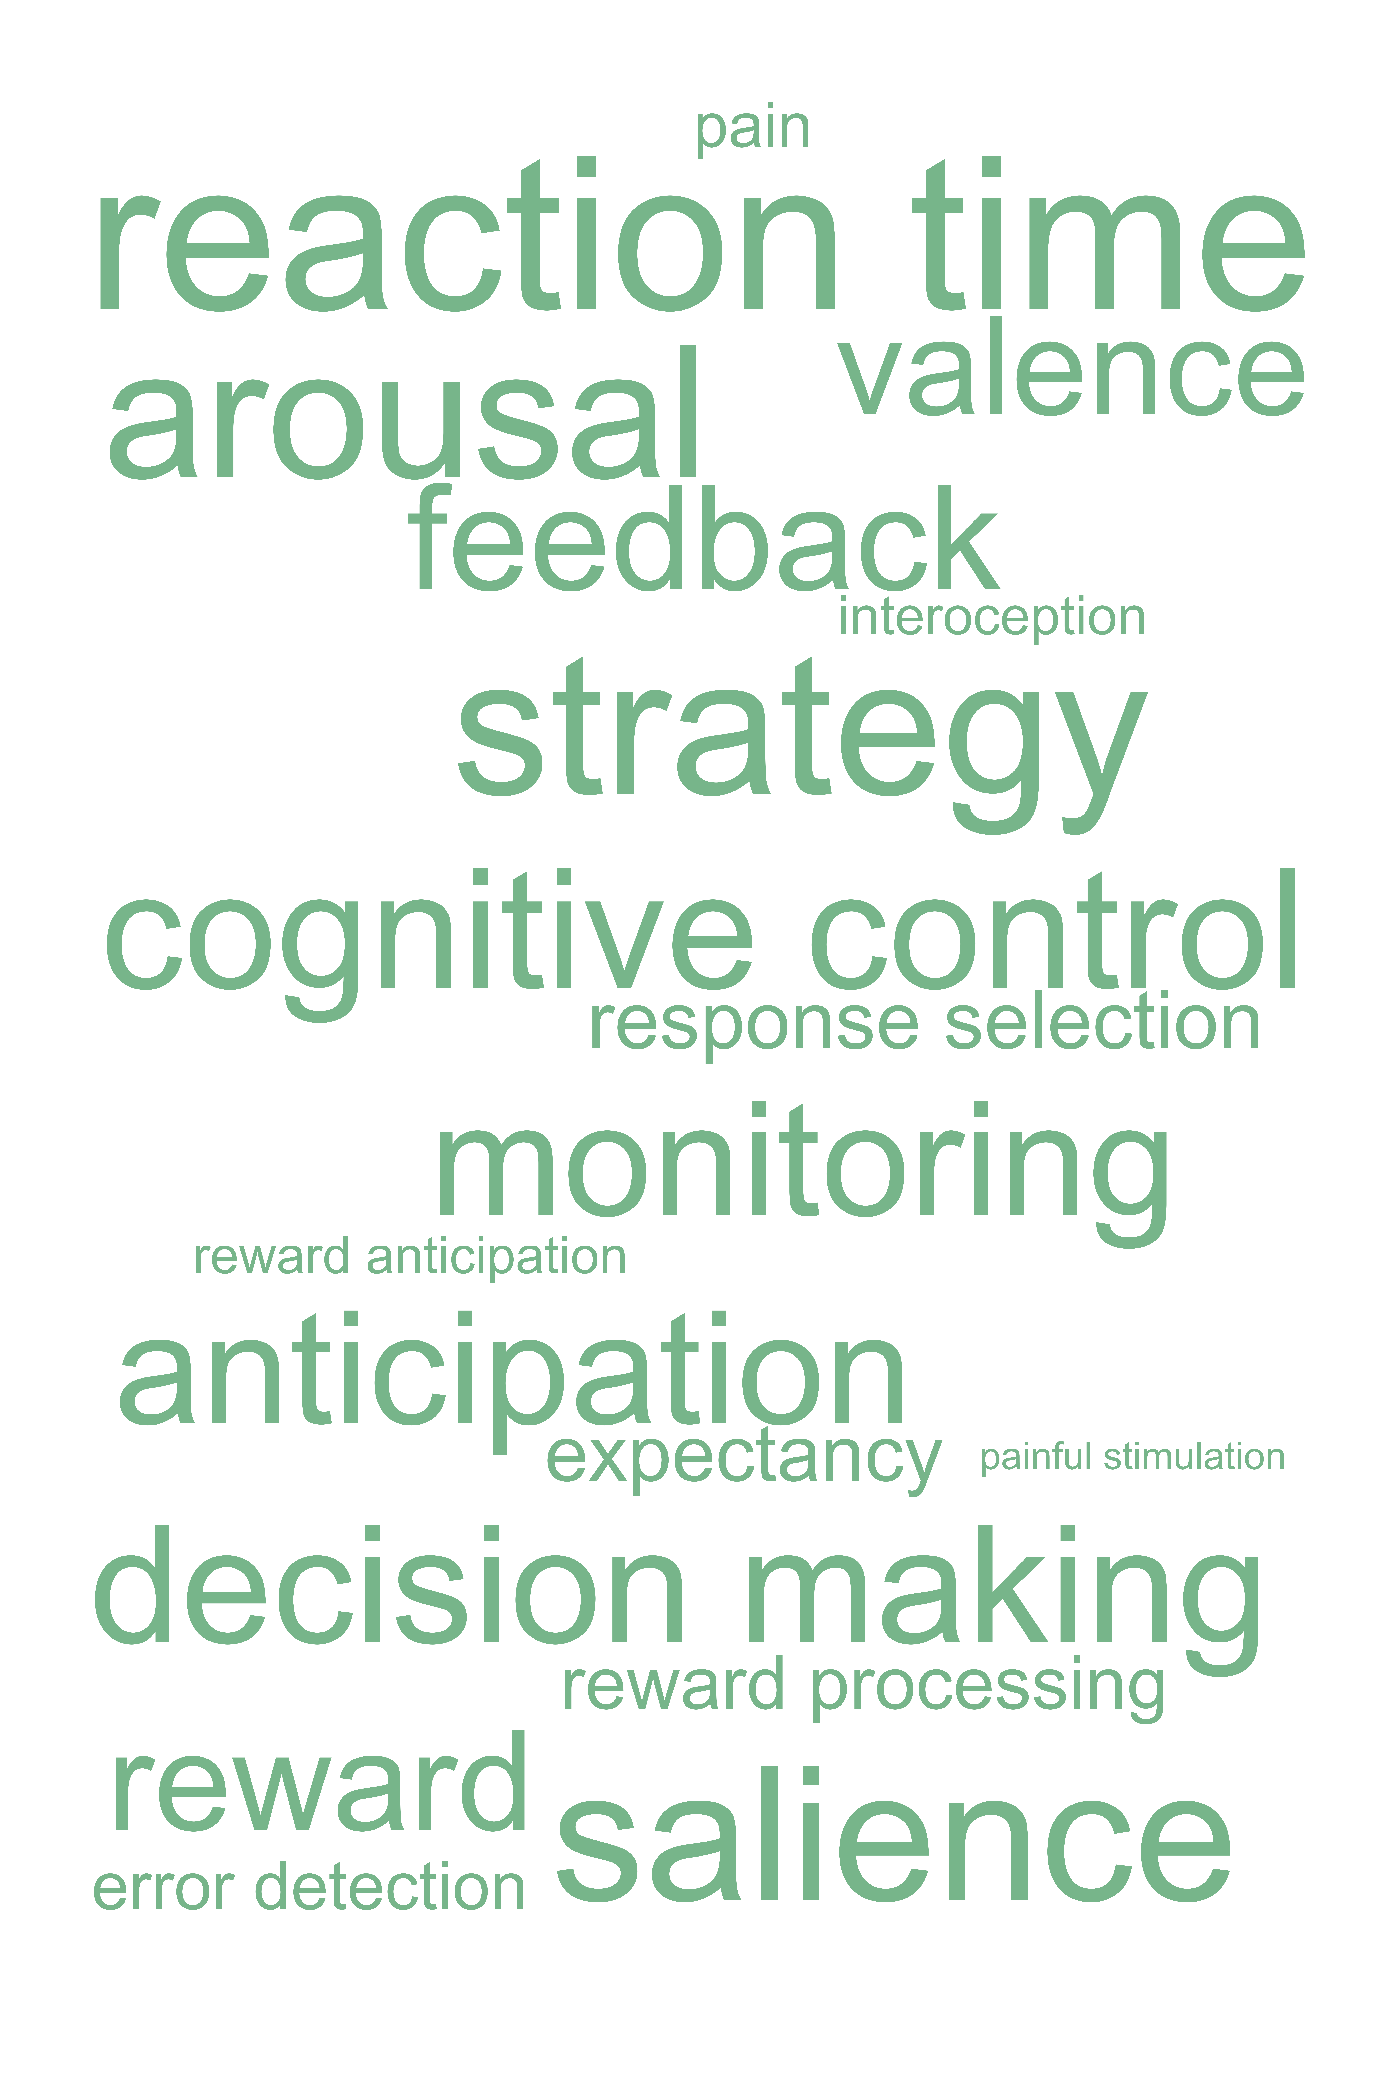 pain
reaction time
valence
arousal
feedback
interoception
strategy
cognitive control
response selection
monitoring
reward anticipation
anticipation
expectancy
painful stimulation
decision making
reward processing
reward
salience
error detection